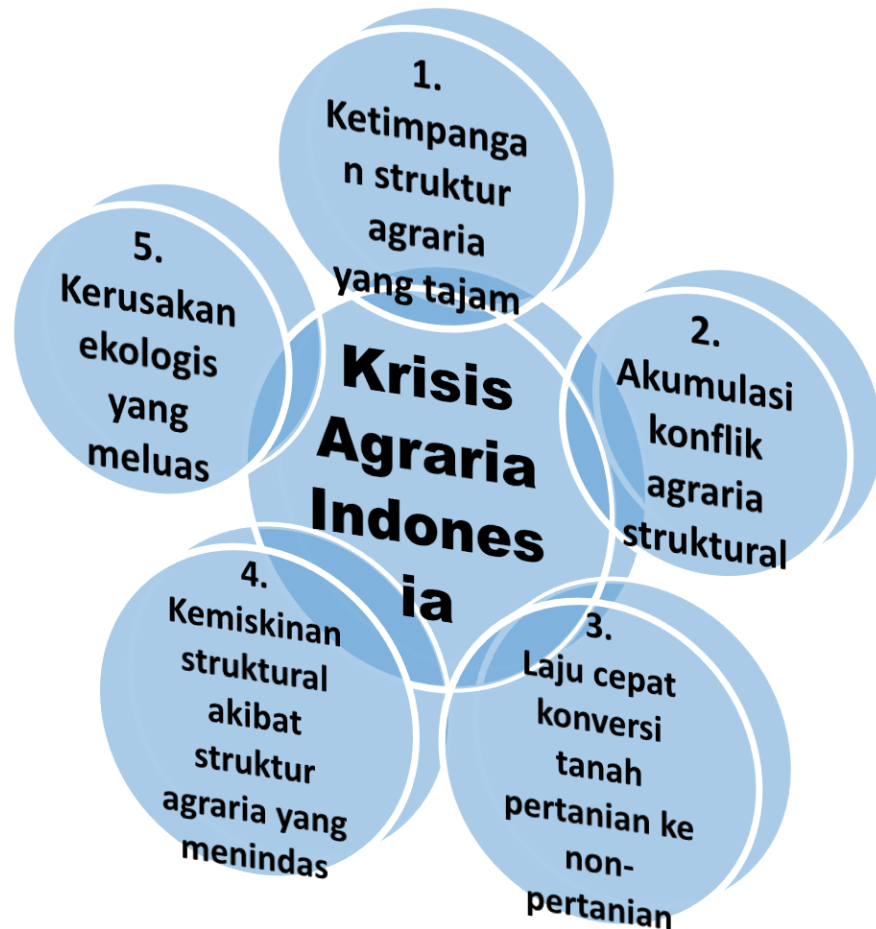 1.
Ketimpanga
n struktur
agraria
yang tajam
2.
Akumulasi
konflik
agraria
struktural
3.
Laju cepat
konversi
tanah
pertanian ke
non-
pertanian
4.
Kemiskinan
struktural
akibat
struktur
agraria yang
menindas
5.
Kerusakan
ekologis
yang
meluas
Krisis
Agraria
Indones
ia